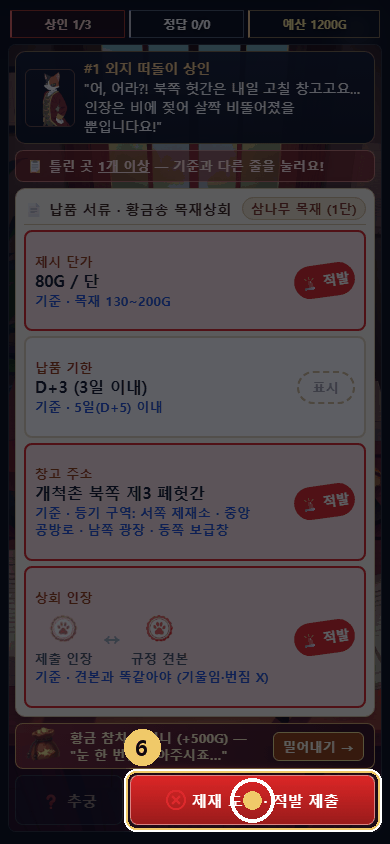 상인 1/3
정답 0/0
예산 1200G
#1 외지 떠돌이 상인
"어, 어라?! 북쪽 헛간은 내일 고칠 창고고요...
인장은 비에 젖어 살짝 비뚤어졌을
뿐입니다요!"
틀린 곳 1개 이상 — 기준과 다른 줄을 눌러요!
납품 서류 · 황금송 목재상회
삼나무 목재 (1단)
제시 단가
80G / 단
기준 · 목재 130~200G
적발
납품 기한
D+3 (3일 이내)
기준 · 5일(D+5) 이내
표시
창고 주소
개척촌 북쪽 제3 폐헛간
기준 · 등기 구역: 서쪽 제재소 · 중앙
공방로 · 남쪽 광장 · 동쪽 보급창
적발
상회 인장
제출 인장
↔
규정 견본
기준 · 견본과 똑같아야 (기울임·번짐 X)
적발
황금 참치 (+500G) —
"눈 한 번
밀어내기 →
6
? 추궁
제재 · 적발 제출